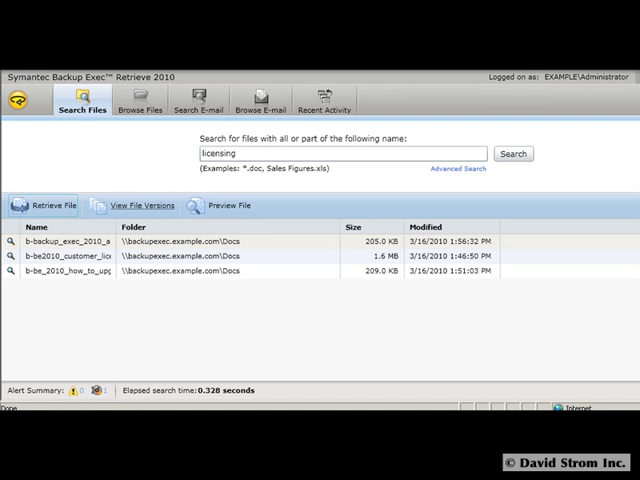 Symantec Backup Exec™ Retrieve 2010
Logged on as: EXAMPLE\Administrator
Search Files
Browse Files
Search E-mail
Browse E-mail
Recent Activity
Search for files with all or part of the following name:
licensing
Search
(Examples: *.doc, Sales Figures.xls)
Advanced Search
Retrieve File
View File Versions
Preview File
Name Folder Size Modified
b-backup_exec_2010_a \\backupexec.example.com\Docs 205.0 KB 3/16/2010 1:56:32 PM
b-be2010_customer_lice \\backupexec.example.com\Docs 1.6 MB 3/16/2010 1:46:50 PM
b-be_2010_how_to_upg \\backupexec.example.com\Docs 209.0 KB 3/16/2010 1:51:03 PM
Alert Summary: 0 1 Elapsed search time: 0.328 seconds
Done
Internet
© David Strom Inc.